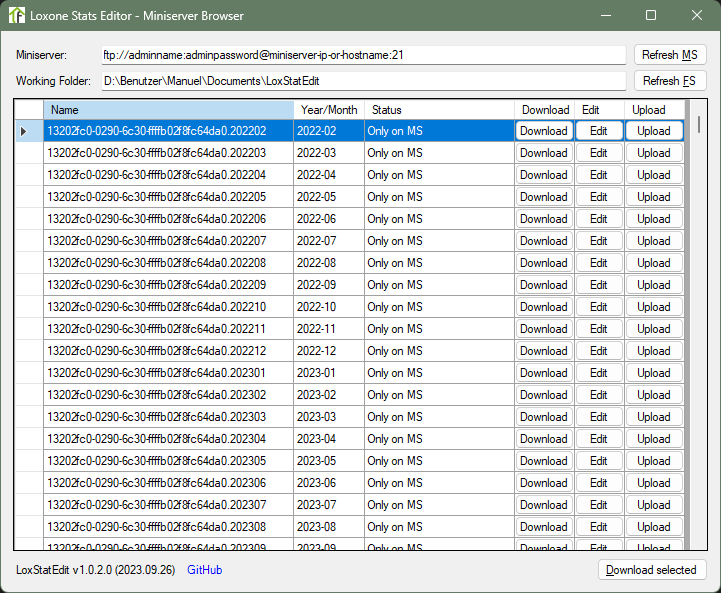 Loxone Stats Editor - Miniserver Browser
Miniserver: ftp://adminname:adminpassword@miniserver-ip-or-hostname:21 Refresh MS
Working Folder: D:\Benutzer\Manuel\Documents\LoxStatEdit Refresh FS
Name Year/Month Status Download Edit Upload
13202fc0-0290-6c30-ffffb02f8fc64da0.202202 2022-02 Only on MS Download Edit Upload
13202fc0-0290-6c30-ffffb02f8fc64da0.202203 2022-03 Only on MS Download Edit Upload
13202fc0-0290-6c30-ffffb02f8fc64da0.202204 2022-04 Only on MS Download Edit Upload
13202fc0-0290-6c30-ffffb02f8fc64da0.202205 2022-05 Only on MS Download Edit Upload
13202fc0-0290-6c30-ffffb02f8fc64da0.202206 2022-06 Only on MS Download Edit Upload
13202fc0-0290-6c30-ffffb02f8fc64da0.202207 2022-07 Only on MS Download Edit Upload
13202fc0-0290-6c30-ffffb02f8fc64da0.202208 2022-08 Only on MS Download Edit Upload
13202fc0-0290-6c30-ffffb02f8fc64da0.202209 2022-09 Only on MS Download Edit Upload
13202fc0-0290-6c30-ffffb02f8fc64da0.202210 2022-10 Only on MS Download Edit Upload
13202fc0-0290-6c30-ffffb02f8fc64da0.202211 2022-11 Only on MS Download Edit Upload
13202fc0-0290-6c30-ffffb02f8fc64da0.202212 2022-12 Only on MS Download Edit Upload
13202fc0-0290-6c30-ffffb02f8fc64da0.202301 2023-01 Only on MS Download Edit Upload
13202fc0-0290-6c30-ffffb02f8fc64da0.202302 2023-02 Only on MS Download Edit Upload
13202fc0-0290-6c30-ffffb02f8fc64da0.202303 2023-03 Only on MS Download Edit Upload
13202fc0-0290-6c30-ffffb02f8fc64da0.202304 2023-04 Only on MS Download Edit Upload
13202fc0-0290-6c30-ffffb02f8fc64da0.202305 2023-05 Only on MS Download Edit Upload
13202fc0-0290-6c30-ffffb02f8fc64da0.202306 2023-06 Only on MS Download Edit Upload
13202fc0-0290-6c30-ffffb02f8fc64da0.202307 2023-07 Only on MS Download Edit Upload
13202fc0-0290-6c30-ffffb02f8fc64da0.202308 2023-08 Only on MS Download Edit Upload
13202fc0-0290-6c30-ffffb02f8fc64da0.202309 2023-09 Only on MS Download Edit Upload
LoxStatEdit v1.0.2.0 (2023.09.26) GitHub Download selected